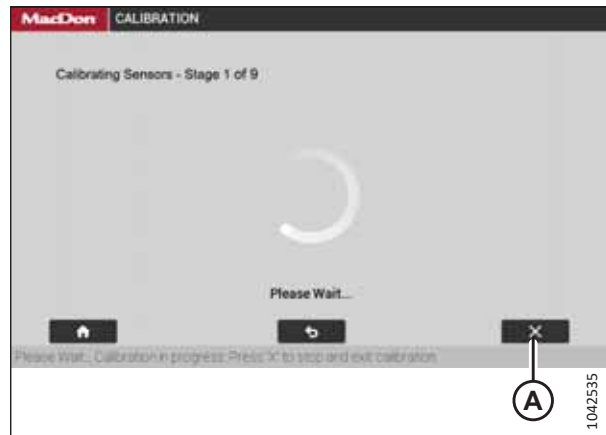 MacDon CALIBRATION
Calibrating Sensors - Stage 1 of 9
Please Wait...
Please Wait... Calibration in progress. Press 'X' to stop and exit calibration.
A
1042535